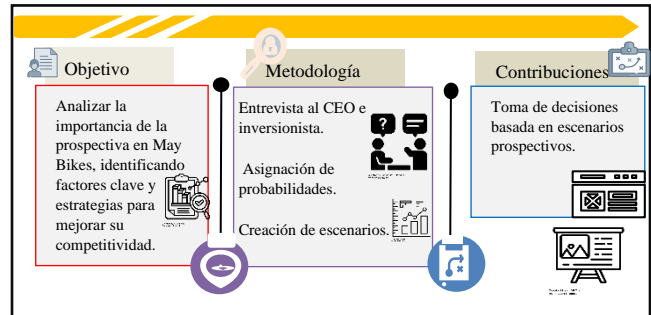 Objetivo
Analizar la
importancia de la
prospectiva en May
Bikes, identificando
factores clave y
estrategias para
mejorar su
competitividad.
Metodología
Entrevista al CEO e
inversionista.
Asignación de
probabilidades.
Creación de escenarios.
Contribuciones
Toma de decisiones
basada en escenarios
prospectivos.